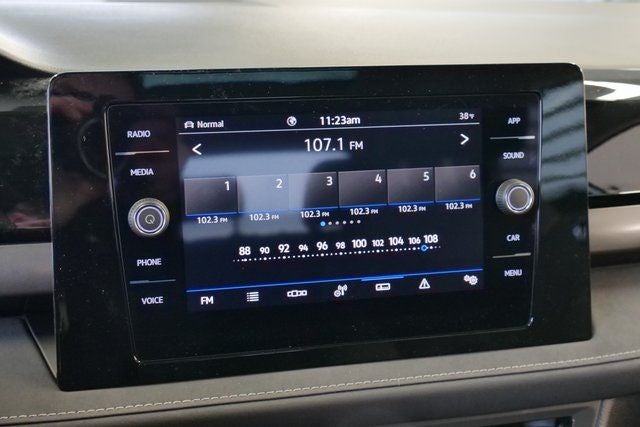 RADIO
MEDIA
PHONE
VOICE
Normal 11:23am 38°F
107.1 FM
1 2 3 4 5 6
102.3 FM 102.3 FM 102.3 FM 102.3 FM 102.3 FM 102.3 FM
88 90 92 94 96 98 100 102 104 106 108
FM
APP
SOUND
CAR
MENU